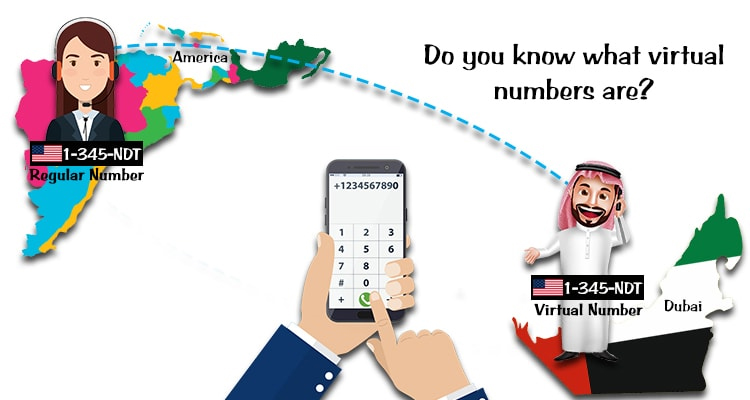 America
Do you know what virtual
numbers are?
1-345-NDT
Regular Number
+1234567890
1 2 3
4 5 6
7 8
# 0
+ -
1-345-NDT
Virtual Number
Dubai